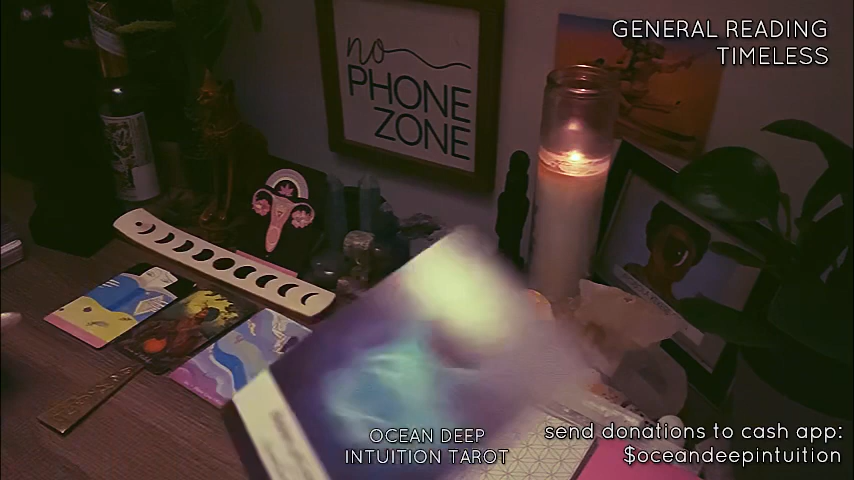 GENERAL READING
TIMELESS
no
PHONE
ZONE
OCEAN DEEP
INTUITION TAROT
send donations to cash app:
$oceandeepintuition